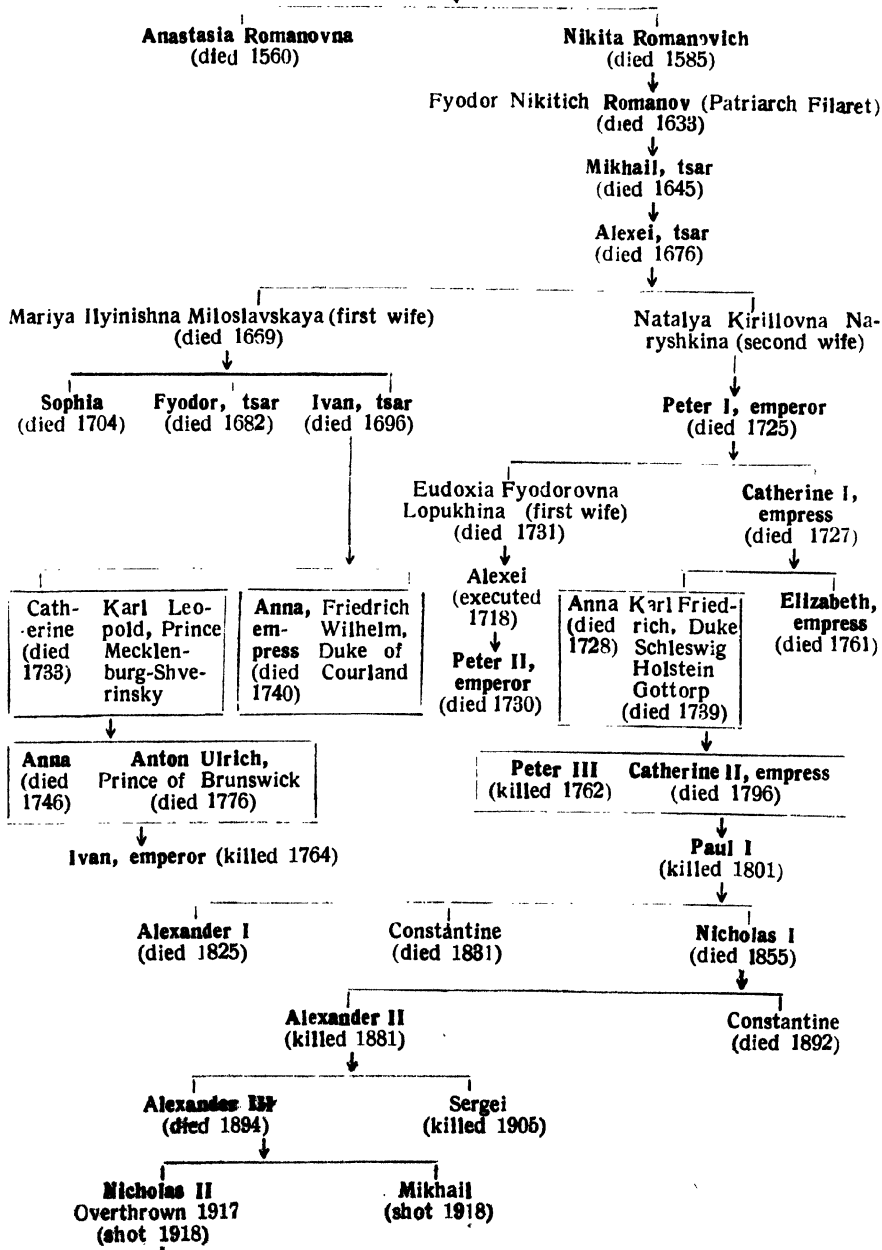 Anastasia Romanovna
(died 1560)
Nikita Romanovich
(died 1585)
Fyodor Nikitich Romanov (Patriarch Filaret)
(died 1633)
Mikhail, tsar
(died 1645)
Alexei, tsar
(died 1676)
Mariya Ilyinishna Miloslavskaya (first wife)
(died 1669)
Natalya Kirillovna Na-
ryshkina (second wife)
Sophia
(died 1704)
Fyodor, tsar
(died 1682)
Ivan, tsar
(died 1696)
Peter I, emperor
(died 1725)
Eudoxia Fyodorovna
Lopukhina (first wife)
(died 1731)
Catherine I,
empress
(died 1727)
Alexei
(executed
1718)
Peter II,
emperor
(died 1730)
Cath-
erine
(died
1733)
Karl Leo-
pold, Prince
Mecklen-
burg-Shve-
rinsky
Anna,
em-
press
(died
1740)
Friedrich
Wilhelm,
Duke of
Courland
Anna
(died
1728)
Karl Fried-
rich, Duke
Schleswig
Holstein
Gottorp
(died 1739)
Elizabeth,
empress
(died 1761)
Anna
(died
1746)
Anton Ulrich,
Prince of Brunswick
(died 1776)
Peter III
(killed 1762)
Catherine II, empress
(died 1796)
Ivan, emperor (killed 1764)
Paul I
(killed 1801)
Alexander I
(died 1825)
Constantine
(died 1831)
Nicholas I
(died 1855)
Alexander II
(killed 1881)
Constantine
(died 1892)
Alexander III
(died 1894)
Sergei
(killed 1905)
Nicholas II
Overthrown 1917
(shot 1918)
Mikhail
(shot 1918)